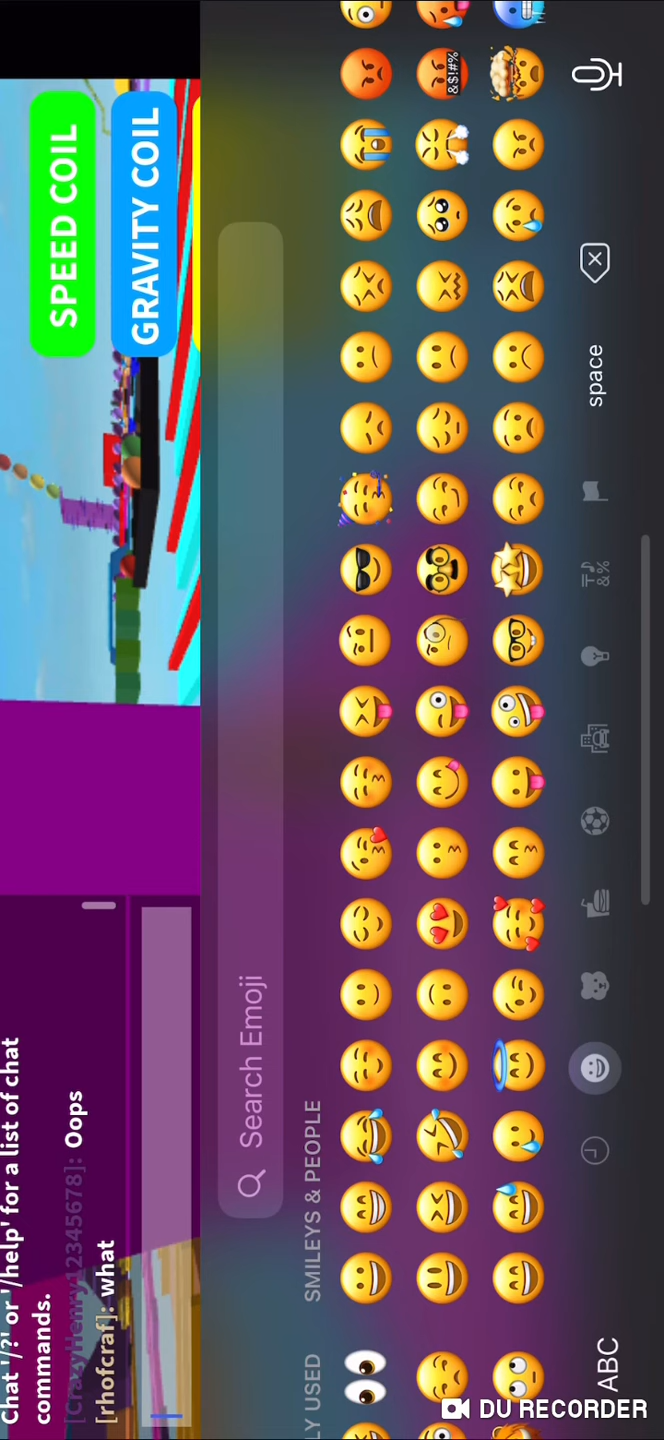 SPEED COIL
GRAVITY COIL
Chat '/?' or '/help' for a list of chat
commands.
[CrazyHenry12345678]: Oops
[rhofcraf]: what
Search Emoji
LY USED
SMILEYS & PEOPLE
&$!#%
ABC
space
DU RECORDER